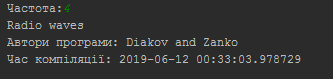 Частота:4
Radio waves
Автори програми: Diakov and Zanko
Час компіляції: 2019-06-12 00:33:03.978729